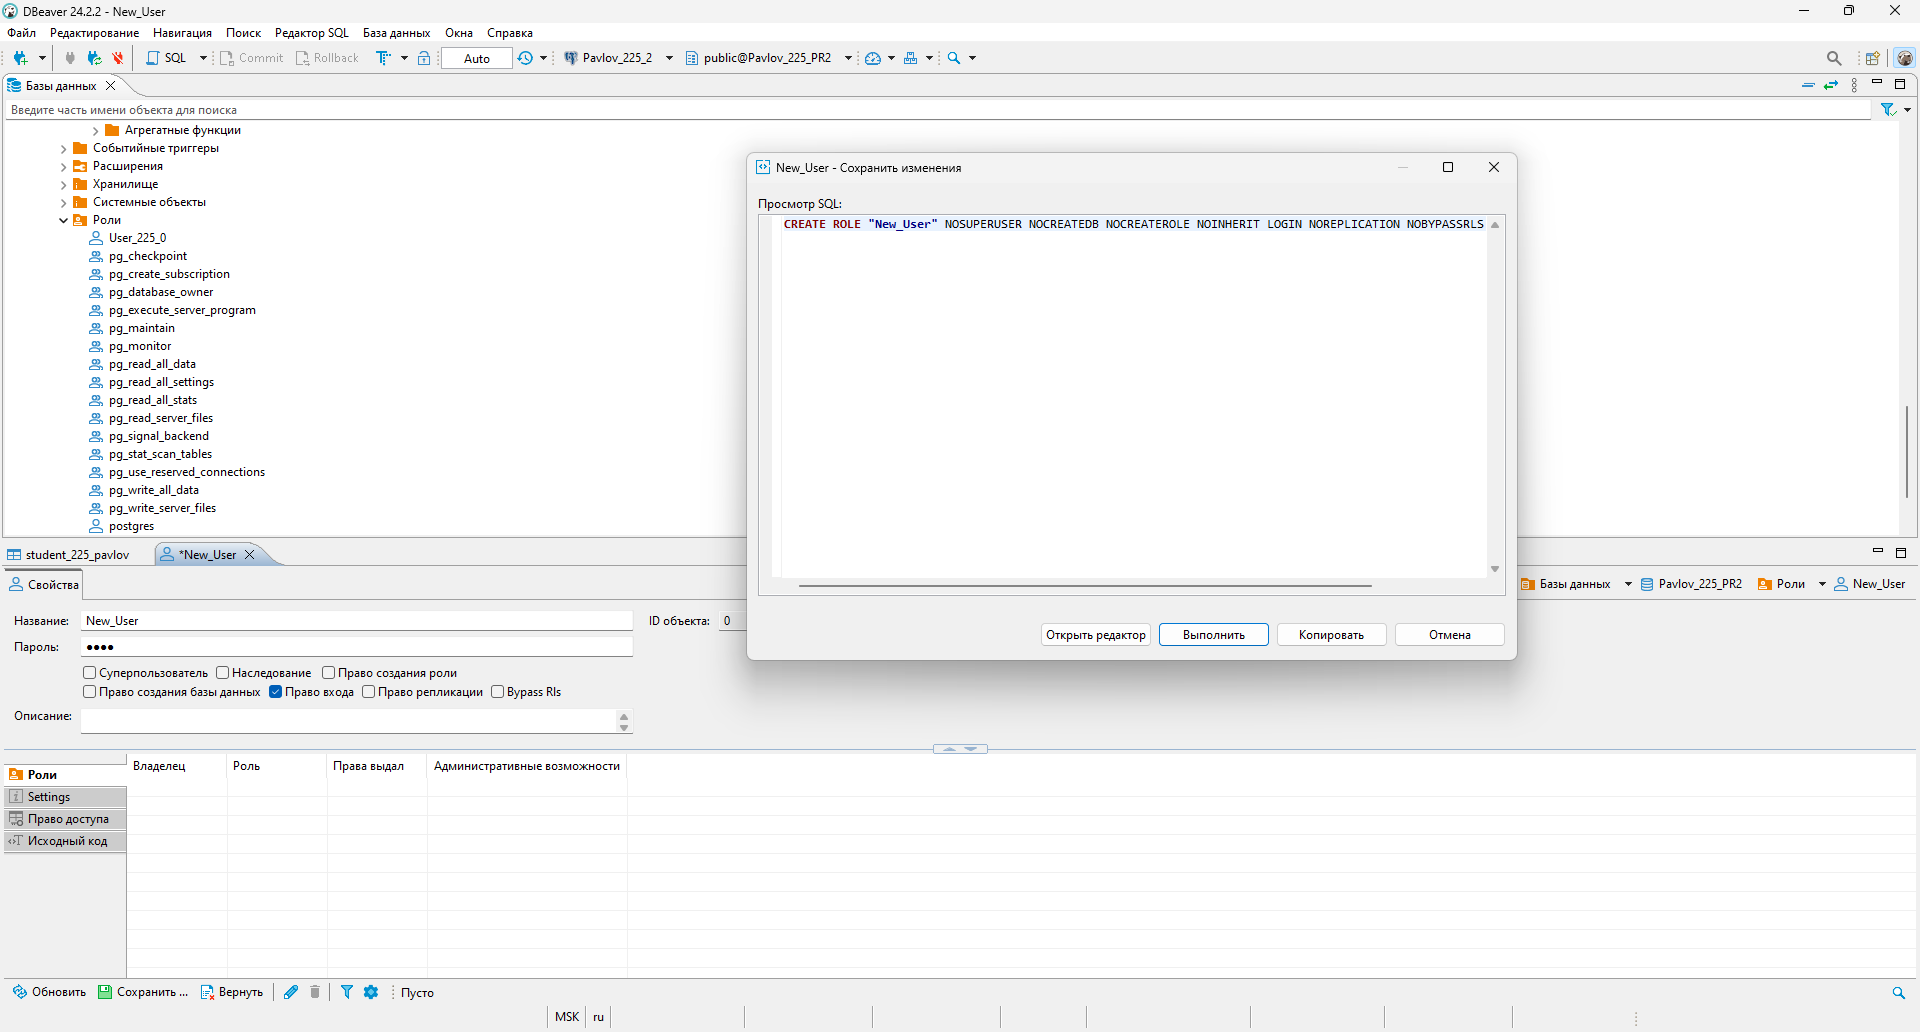 DBeaver 24.2.2 - New_User
Файл Редактирование Навигация Поиск Редактор SQL База данных Окна Справка
SQL Commit Rollback Auto Pavlov_225_2 public@Pavlov_225_PR2
Базы данных
Введите часть имени объекта для поиска
Агрегатные функции
Событийные триггеры
Расширения
Хранилище
Системные объекты
Роли
User_225_0
pg_checkpoint
pg_create_subscription
pg_database_owner
pg_execute_server_program
pg_maintain
pg_monitor
pg_read_all_data
pg_read_all_settings
pg_read_all_stats
pg_read_server_files
pg_signal_backend
pg_stat_scan_tables
pg_use_reserved_connections
pg_write_all_data
pg_write_server_files
postgres
New_User - Сохранить изменения
Просмотр SQL:
CREATE ROLE "New_User" NOSUPERUSER NOCREATEDB NOCREATEROLE NOINHERIT LOGIN NOREPLICATION NOBYPASSRLS
Открыть редактор Выполнить Копировать Отмена
student_225_pavlov *New_User
Свойства
Базы данных Pavlov_225_PR2 Роли New_User
Название: New_User ID объекта: 0
Пароль: ●●●●
Суперпользователь Наследование Право создания роли
Право создания базы данных Право входа Право репликации Bypass Rls
Описание:
Роли
Settings
Право доступа
Исходный код
Владелец Роль Права выдал Административные возможности
Обновить Сохранить ... Вернуть Пусто
MSK ru